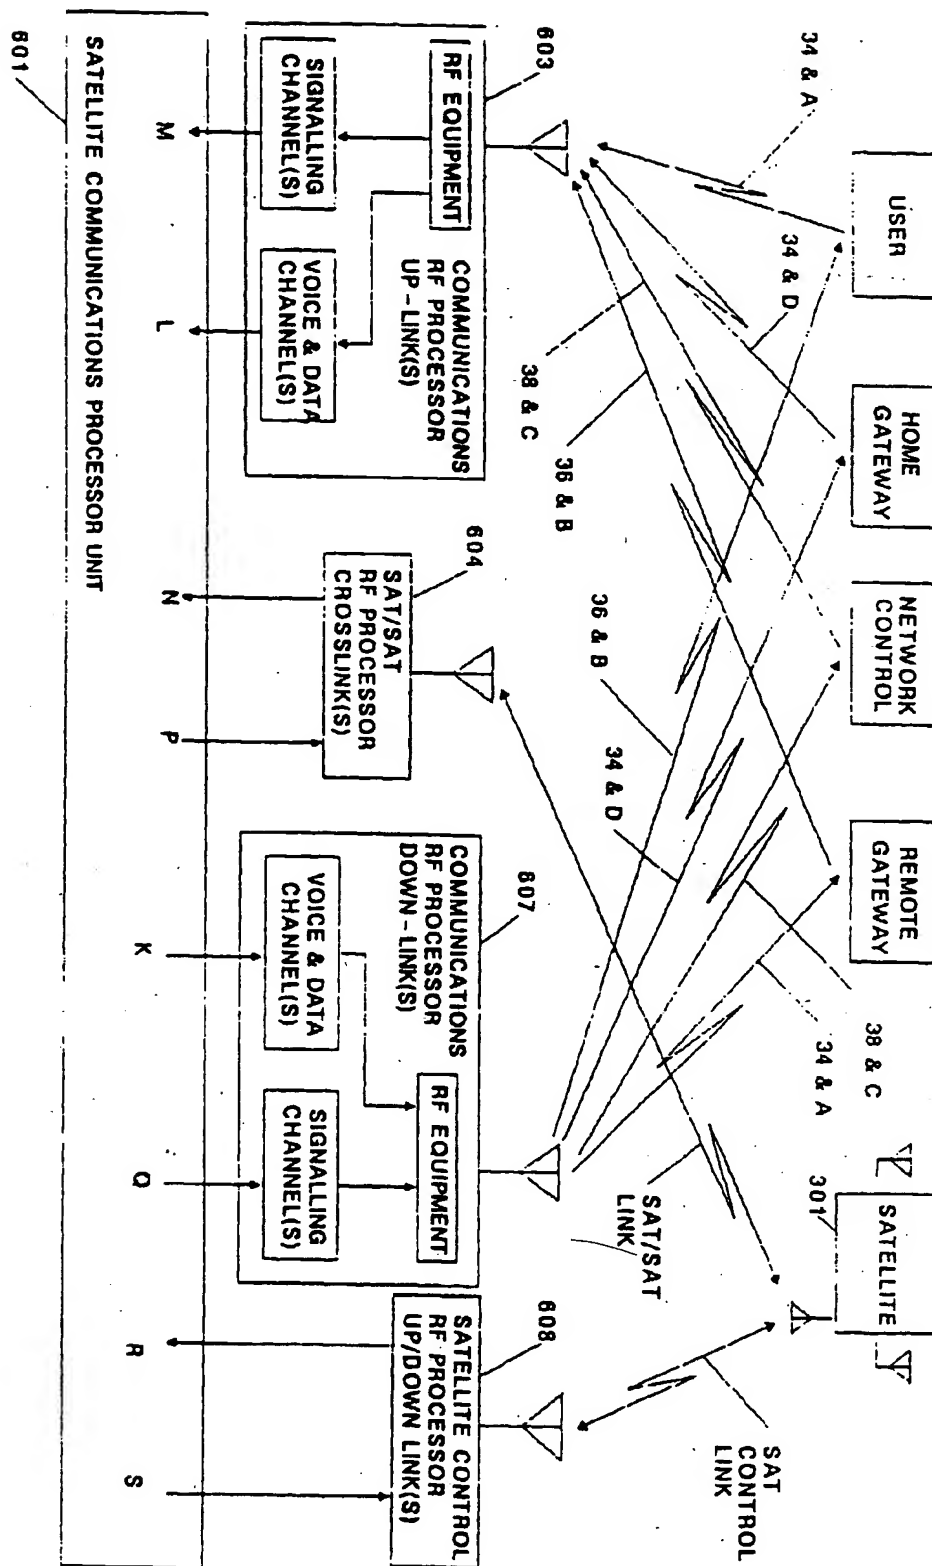 USER
HOME
GATEWAY
NETWORK
CONTROL
REMOTE
GATEWAY
SATELLITE
301
34 & A
34 & D
38 & C
36 & B
36 & B
34 & D
38 & C
34 & A
SAT/SAT
LINK
SAT
CONTROL
LINK
603
RF EQUIPMENT
COMMUNICATIONS
RF PROCESSOR
UP-LINK(S)
SIGNALLING
CHANNEL(S)
VOICE & DATA
CHANNEL(S)
604
SAT/SAT
RF PROCESSOR
CROSSLINK(S)
607
COMMUNICATIONS
RF PROCESSOR
DOWN-LINK(S)
RF EQUIPMENT
VOICE & DATA
CHANNEL(S)
SIGNALLING
CHANNEL(S)
608
SATELLITE CONTROL
RF PROCESSOR
UP/DOWN LINK(S)
M
L
N
P
K
Q
R
S
SATELLITE COMMUNICATIONS PROCESSOR UNIT
601